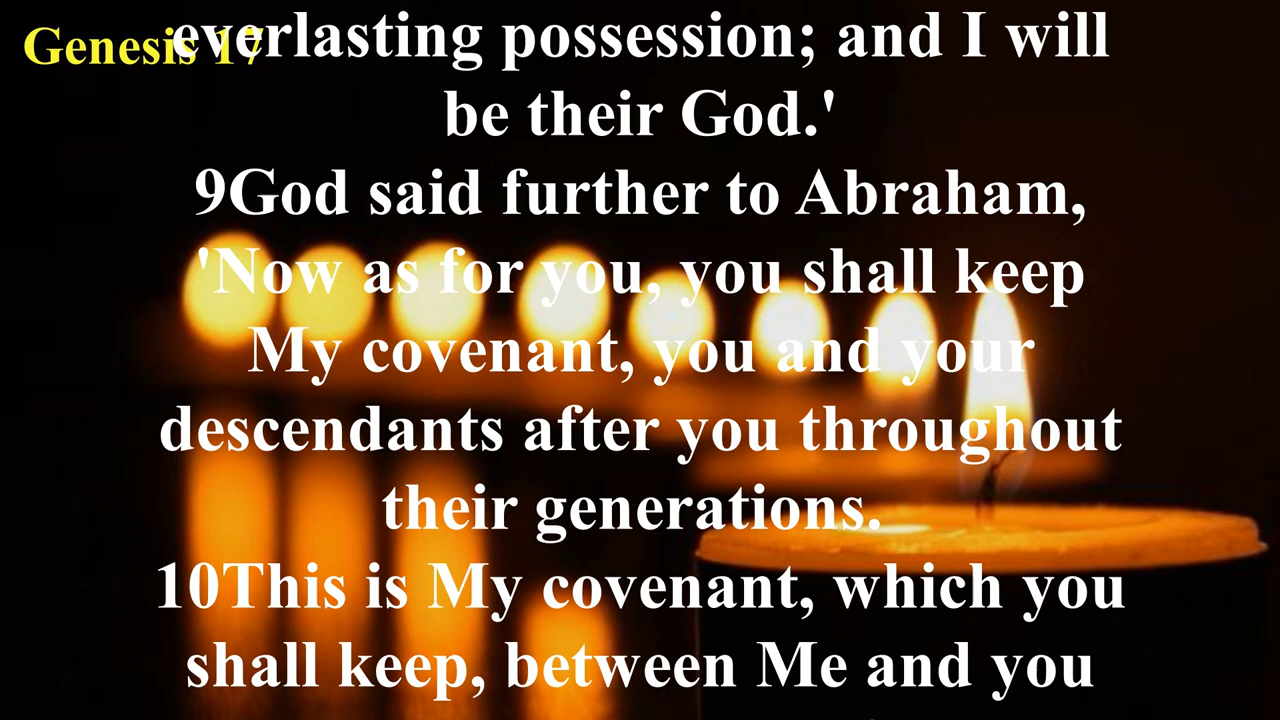 Genesis 17
everlasting possession; and I will
be their God.'
9God said further to Abraham,
'Now as for you, you shall keep
My covenant, you and your
descendants after you throughout
their generations.
10This is My covenant, which you
shall keep, between Me and you